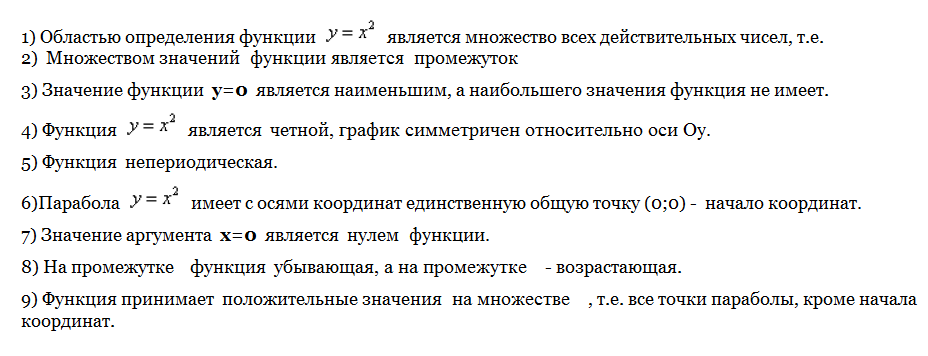 1) Областью определения функции y = x² является множество всех действительных чисел, т.е.
2) Множеством значений функции является промежуток
3) Значение функции y=0 является наименьшим, а наибольшего значения функция не имеет.
4) Функция y = x² является четной, график симметричен относительно оси Оу.
5) Функция непериодическая.
6)Парабола y = x² имеет с осями координат единственную общую точку (0;0) - начало координат.
7) Значение аргумента x=0 является нулем функции.
8) На промежутке функция убывающая, а на промежутке - возрастающая.
9) Функция принимает положительные значения на множестве , т.е. все точки параболы, кроме начала
координат.